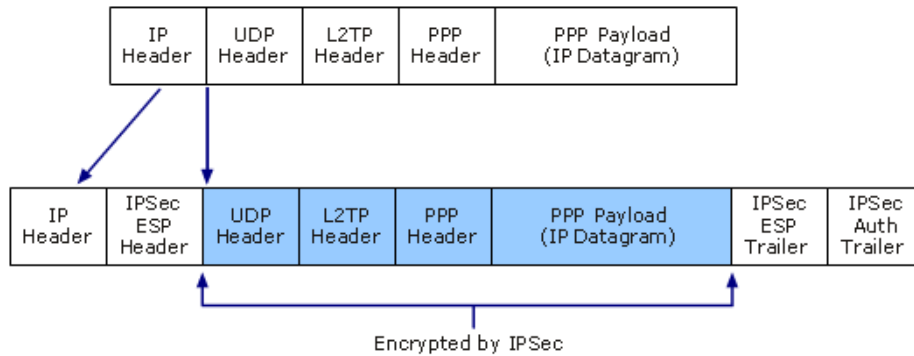 IP Header
UDP Header
L2TP Header
PPP Header
PPP Payload (IP Datagram)
IP Header
IPSec ESP Header
UDP Header
L2TP Header
PPP Header
PPP Payload (IP Datagram)
IPSec ESP Trailer
IPSec Auth Trailer
Encrypted by IPSec